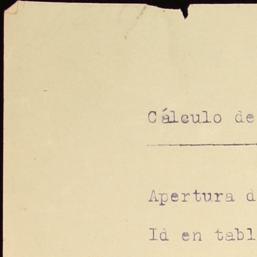 Cálculo de
Apertura d
Id en tabl